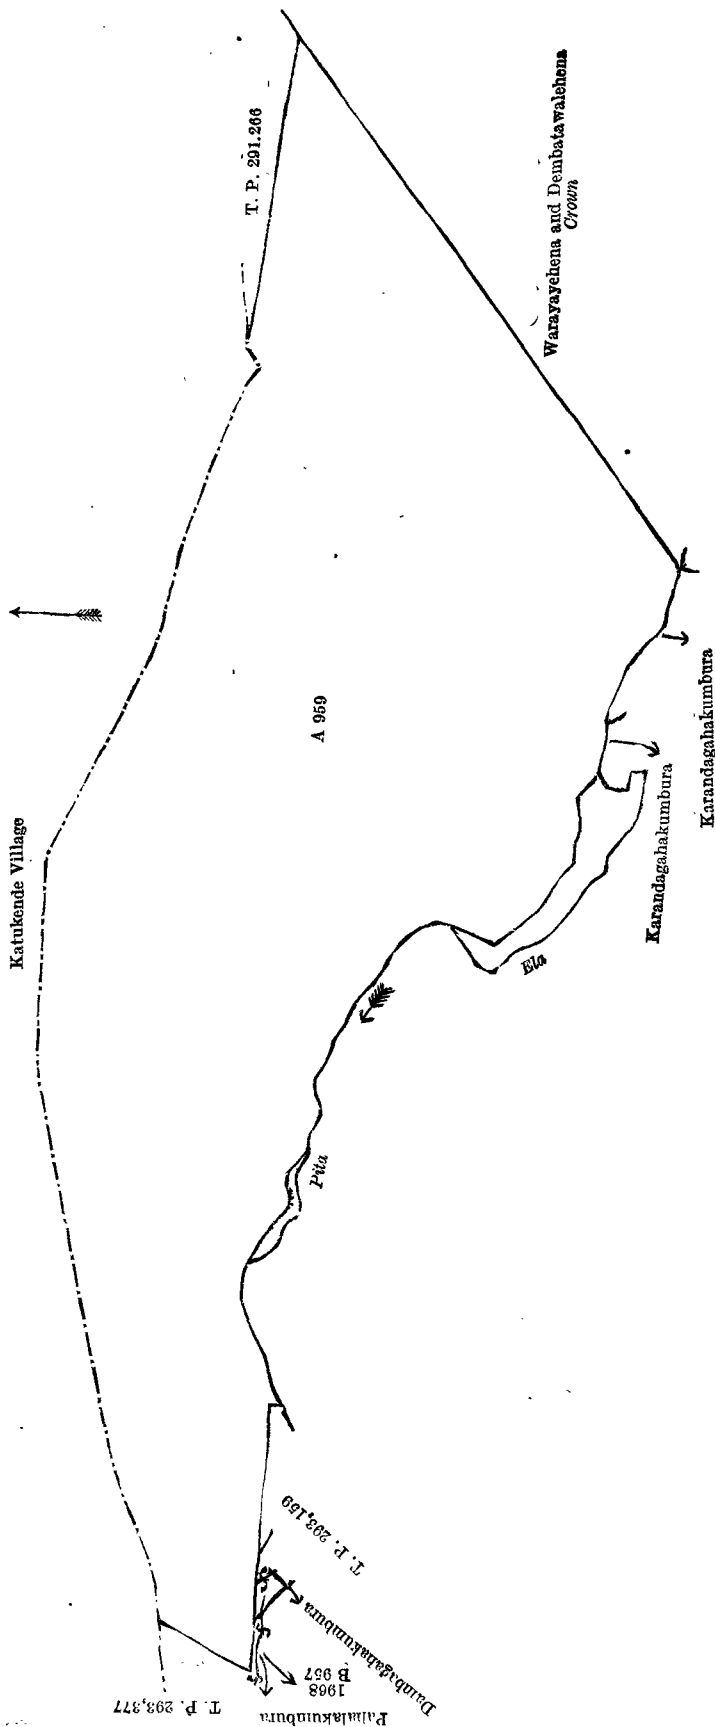 Katukende Village
T. P. 291.266
Warayayehena and Dembatawalehena
Crown
A 959
Karandagahakumbura
Karandagahakumbura
Ela
Pita
T. P. 293,159
Dambagahakumbura
1968
B 957
Pahalakumbura
T. P. 293,377